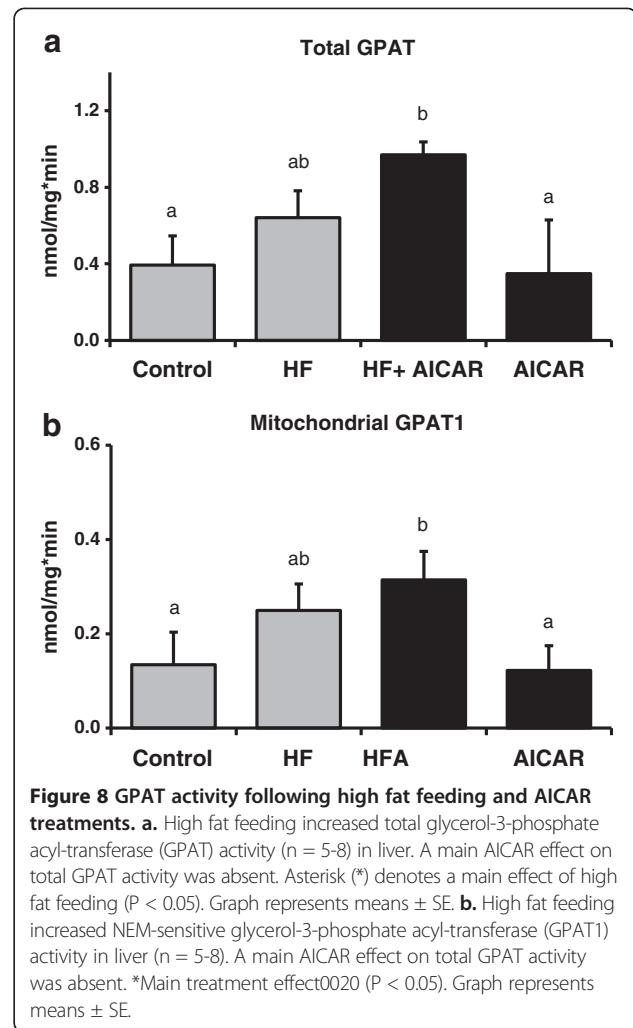 a
Total GPAT
nmol/mg*min
1.2
0.8
0.4
0.0
a
ab
b
a
Control HF HF+ AICAR AICAR
b
Mitochondrial GPAT1
nmol/mg*min
0.6
0.4
0.2
0.0
a
ab
b
a
Control HF HFA AICAR
Figure 8 GPAT activity following high fat feeding and AICAR
treatments. a. High fat feeding increased total glycerol-3-phosphate
acyl-transferase (GPAT) activity (n = 5-8) in liver. A main AICAR effect on
total GPAT activity was absent. Asterisk (*) denotes a main effect of high
fat feeding (P < 0.05). Graph represents means ± SE. b. High fat feeding
increased NEM-sensitive glycerol-3-phosphate acyl-transferase (GPAT1)
activity in liver (n = 5-8). A main AICAR effect on total GPAT activity
was absent. *Main treatment effect0020 (P < 0.05). Graph represents
means ± SE.